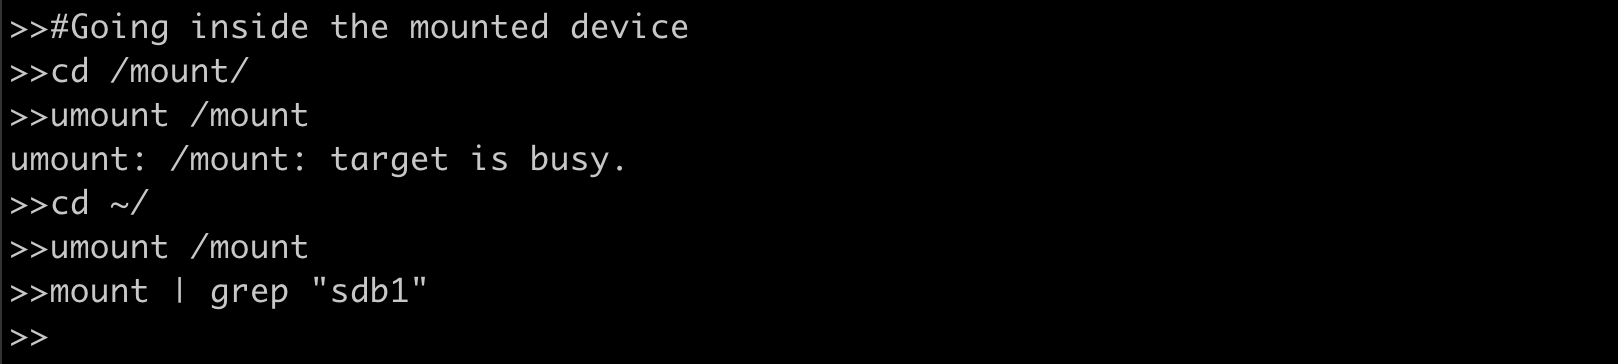 >>#Going inside the mounted device
>>cd /mount/
>>umount /mount
umount: /mount: target is busy.
>>cd ~/
>>umount /mount
>>mount | grep "sdb1"
>>